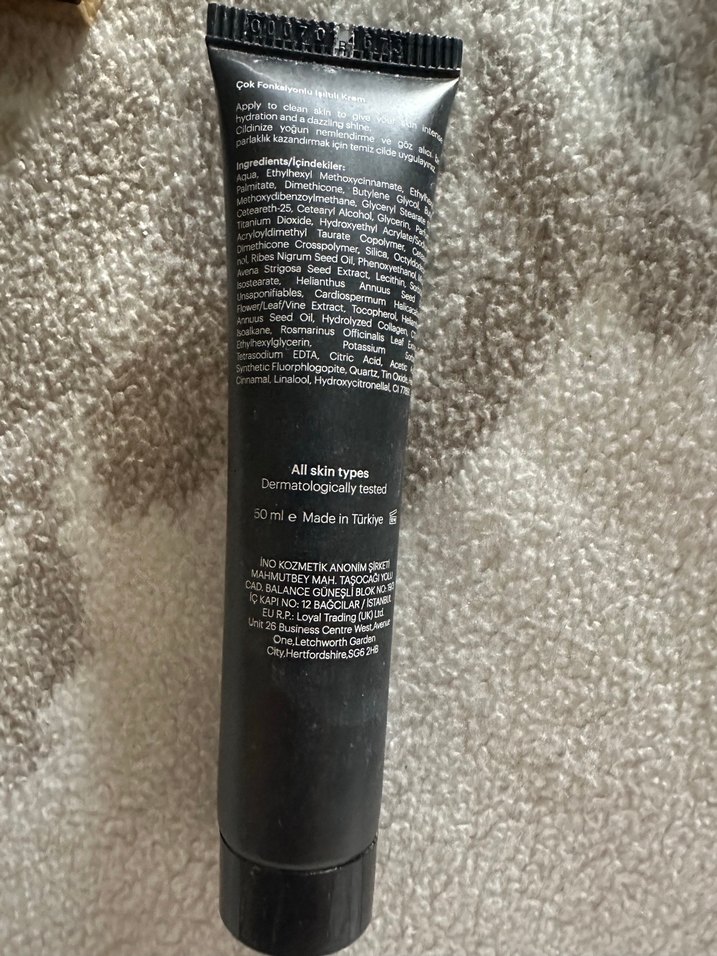 Çok Fonksiyonlu Işıltılı Krem
Apply to clean skin to give your skin intense
hydration and a dazzling shine.
Cildinize yoğun nemlendirme ve göz alıcı bir
parlaklık kazandırmak için temiz cilde uygulayınız.
Ingredients/İçindekiler:
Aqua, Ethylhexyl Methoxycinnamate,
Palmitate, Dimethicone, Butylene Glycol,
Methoxydibenzoylmethane, Glyceryl Stearate
Ceteareth-25, Cetearyl Alcohol, Glycerin,
Titanium Dioxide, Hydroxyethyl Acrylate/Sodium
Acryloyldimethyl Taurate Copolymer,
Dimethicone Crosspolymer, Silica,
nol, Ribes Nigrum Seed Oil, Phenoxyethanol,
Avena Strigosa Seed Extract, Lecithin,
Isostearate, Helianthus Annuus Seed
Unsaponifiables, Cardiospermum
Flower/Leaf/Vine Extract, Tocopherol,
Annuus Seed Oil, Hydrolyzed Collagen,
Isoalkane, Rosmarinus Officinalis Leaf
Ethylhexylglycerin, Potassium
Tetrasodium EDTA, Citric Acid, Acetic
Synthetic Fluorphlogopite, Quartz, Tin Oxide,
Cinnamal, Linalool, Hydroxycitronellal,
All skin types
Dermatologically tested
50 ml e Made in Türkiye
İNO KOZMETİK ANONİM ŞİRKETİ
MAHMUTBEY MAH. TAŞOCAĞI YOLU
CAD. BALANCE GÜNEŞLİ BLOK NO:
İÇ KAPI NO: 12 BAĞCILAR / İSTANBUL
EU R.P.: Loyal Trading (UK) Ltd.
Unit 26 Business Centre West,Avenue
One,Letchworth Garden
City,Hertfordshire,SG6 2HB